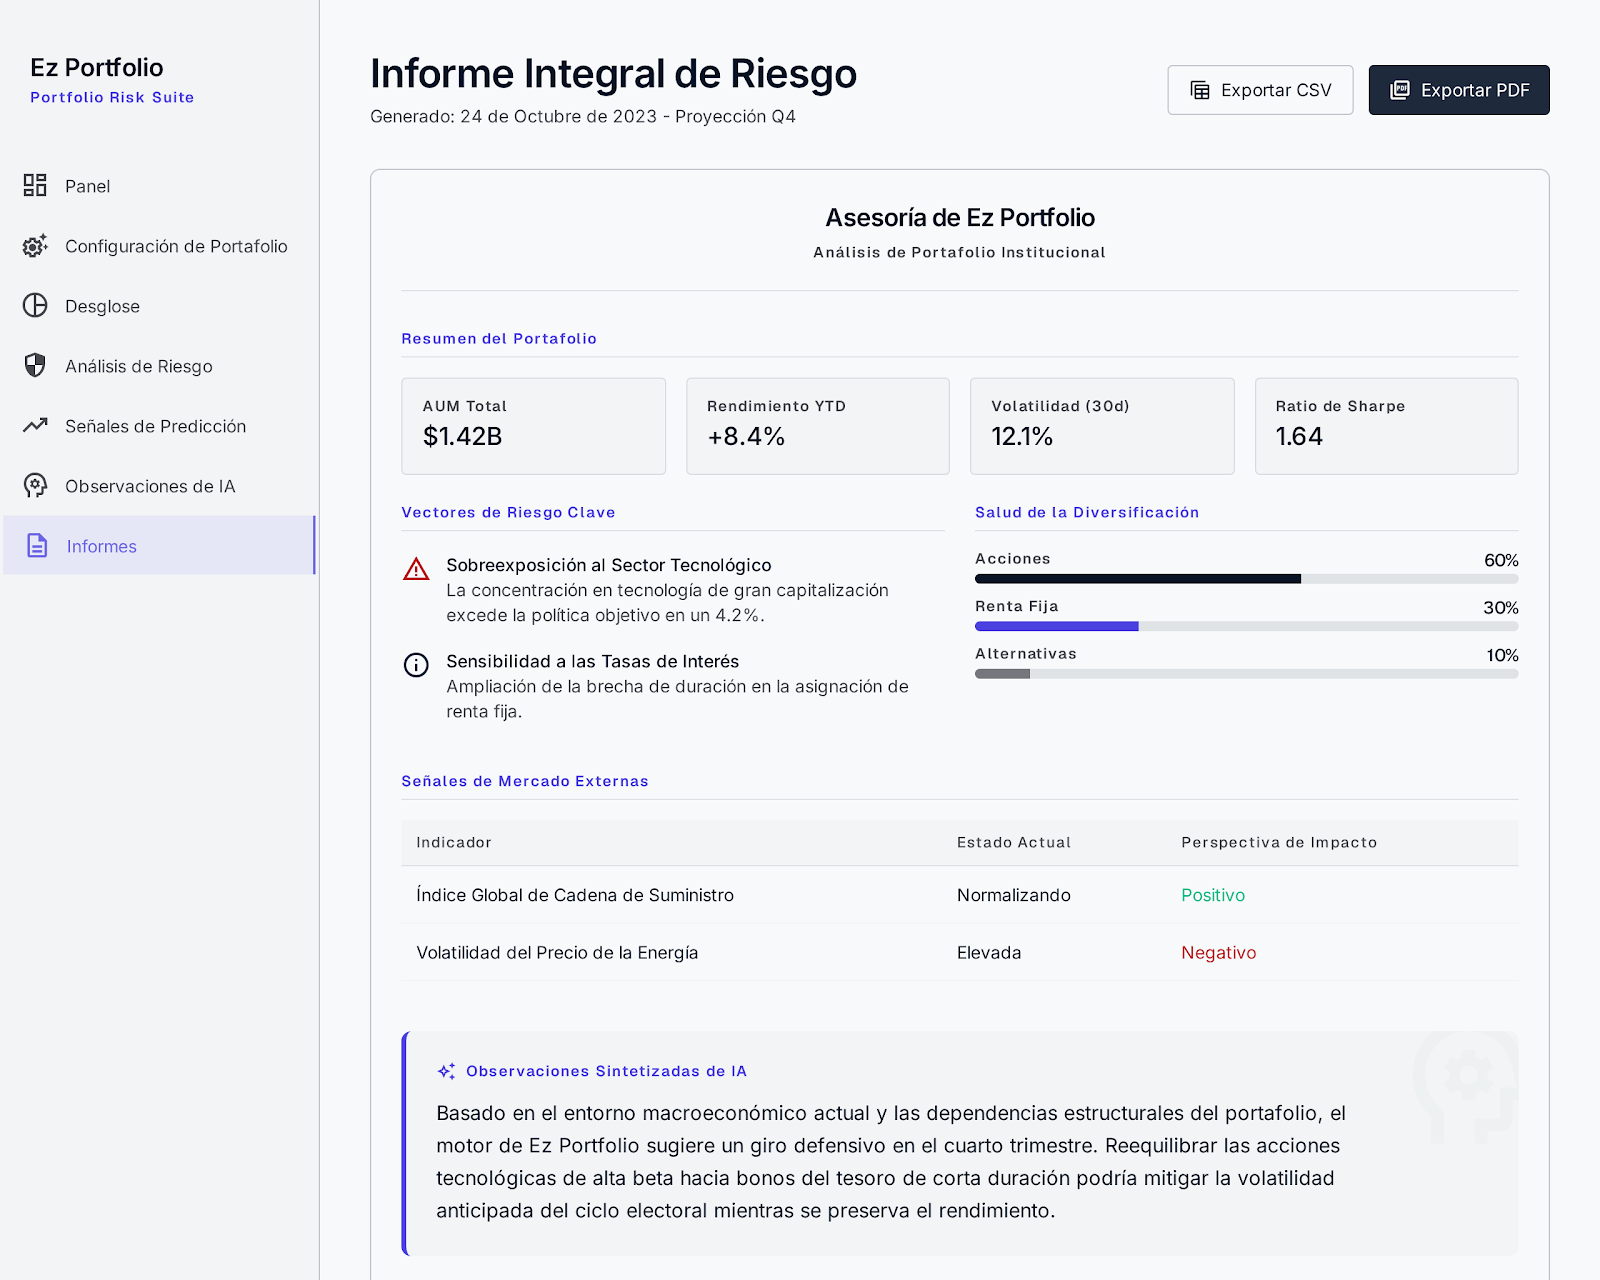 Ez Portfolio
Portfolio Risk Suite
Panel
Configuración de Portafolio
Desglose
Análisis de Riesgo
Señales de Predicción
Observaciones de IA
Informes
Informe Integral de Riesgo
Generado: 24 de Octubre de 2023 - Proyección Q4
Exportar CSV
PDF
Exportar PDF
Asesoría de Ez Portfolio
Análisis de Portafolio Institucional
Resumen del Portafolio
AUM Total
$1.42B
Rendimiento YTD
+8.4%
Volatilidad (30d)
12.1%
Ratio de Sharpe
1.64
Vectores de Riesgo Clave
Sobreexposición al Sector Tecnológico
La concentración en tecnología de gran capitalización
excede la política objetivo en un 4.2%.
Sensibilidad a las Tasas de Interés
Ampliación de la brecha de duración en la asignación de
renta fija.
Salud de la Diversificación
Acciones 60%
Renta Fija 30%
Alternativas 10%
Señales de Mercado Externas
Indicador Estado Actual Perspectiva de Impacto
Índice Global de Cadena de Suministro Normalizando Positivo
Volatilidad del Precio de la Energía Elevada Negativo
Observaciones Sintetizadas de IA
Basado en el entorno macroeconómico actual y las dependencias estructurales del portafolio, el
motor de Ez Portfolio sugiere un giro defensivo en el cuarto trimestre. Reequilibrar las acciones
tecnológicas de alta beta hacia bonos del tesoro de corta duración podría mitigar la volatilidad
anticipada del ciclo electoral mientras se preserva el rendimiento.